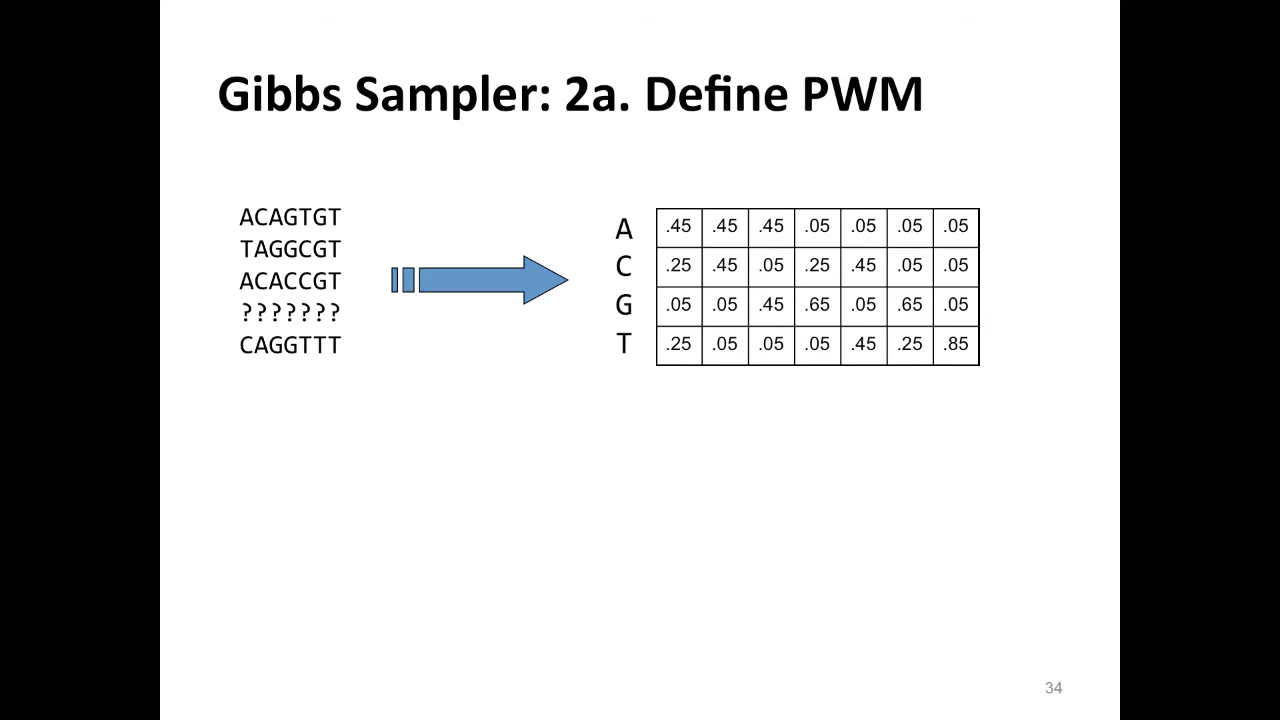 Gibbs Sampler: 2a. Define PWM
ACAGTGT
TAGGCGT
ACACCGT
???????
CAGGTTT
A .45 .45 .45 .05 .05 .05 .05
C .25 .45 .05 .25 .45 .05 .05
G .05 .05 .45 .65 .05 .65 .05
T .25 .05 .05 .05 .45 .25 .85
34